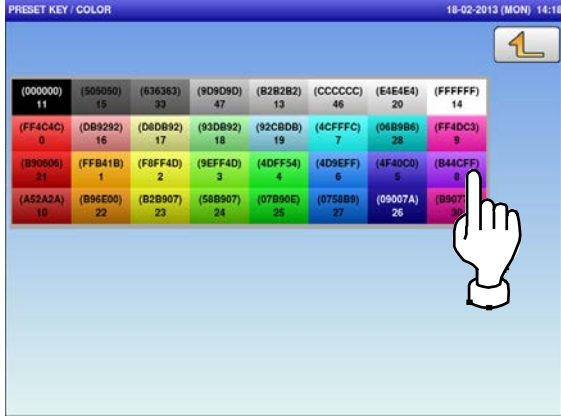 PRESET KEY / COLOR 18-02-2013 (MON) 14:18
(000000) (505050) (636363) (9D9D9D) (B2B2B2) (CCCCCC) (E4E4E4) (FFFFFF)
11 15 33 47 13 46 20 14
(FF4C4C) (DB9292) (D8DB92) (93DB92) (92CBDB) (4CFFFC) (06B9B6) (FF4DC3)
0 16 17 18 19 7 28 9
(B90606) (FFB41B) (F8FF4D) (9EFF4D) (4DFF54) (4D9EFF) (4F40C0) (B44CFF)
21 1 2 3 4 6 5 8
(A52A2A) (B96E00) (B2B907) (58B907) (07B90E) (0758B9) (09007A)
10 22 23 24 25 27 26